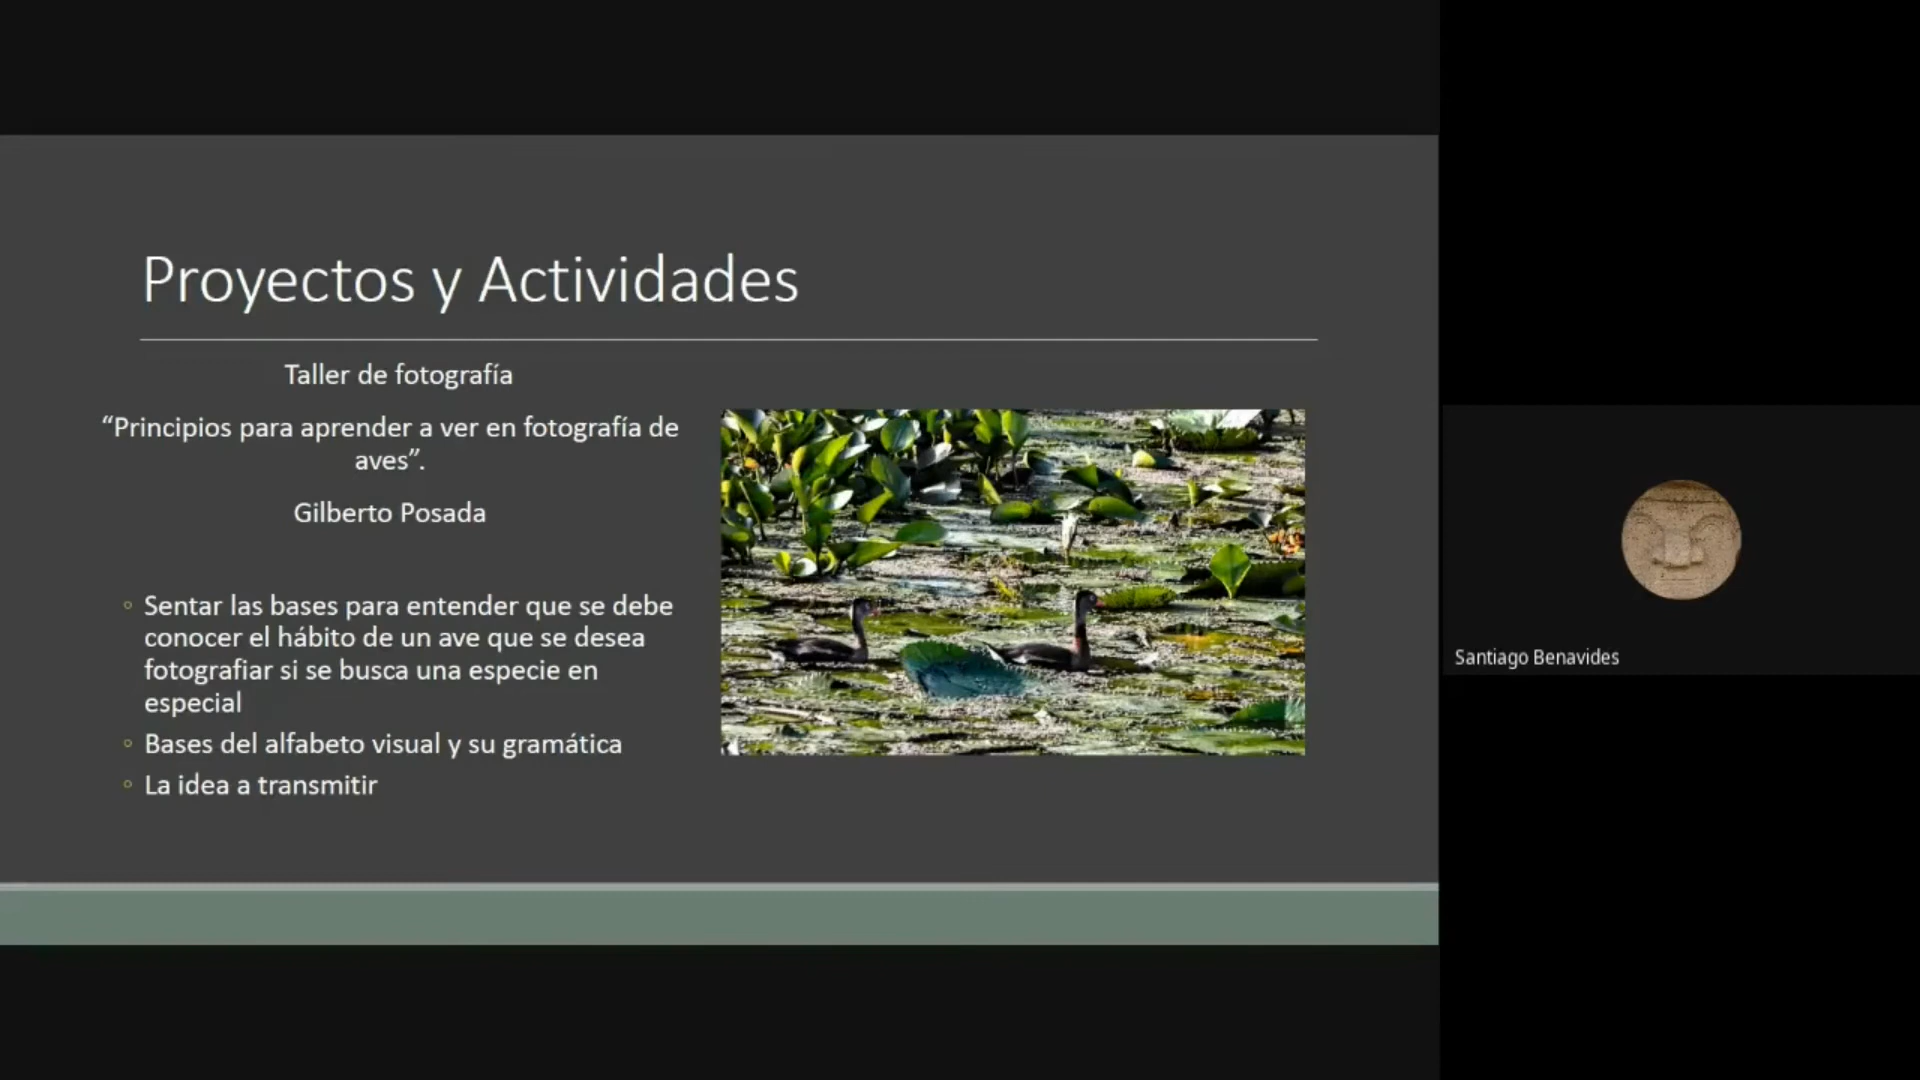 Proyectos y Actividades
Taller de fotografía
“Principios para aprender a ver en fotografía de
aves”.
Gilberto Posada
◦ Sentar las bases para entender que se debe
conocer el hábito de un ave que se desea
fotografiar si se busca una especie en
especial
◦ Bases del alfabeto visual y su gramática
◦ La idea a transmitir
Santiago Benavides